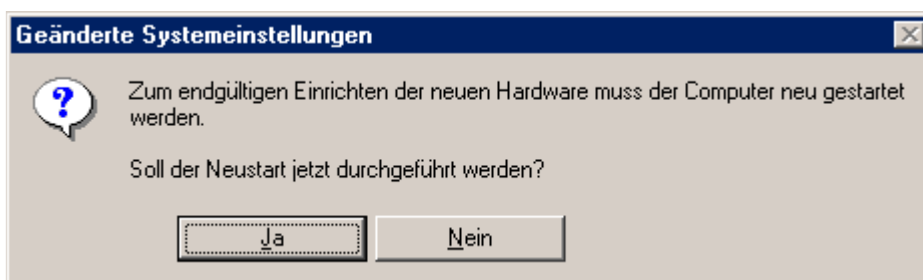 Geänderte Systemeinstellungen
Zum endgültigen Einrichten der neuen Hardware muss der Computer neu gestartet
werden.
Soll der Neustart jetzt durchgeführt werden?
Ja
Nein